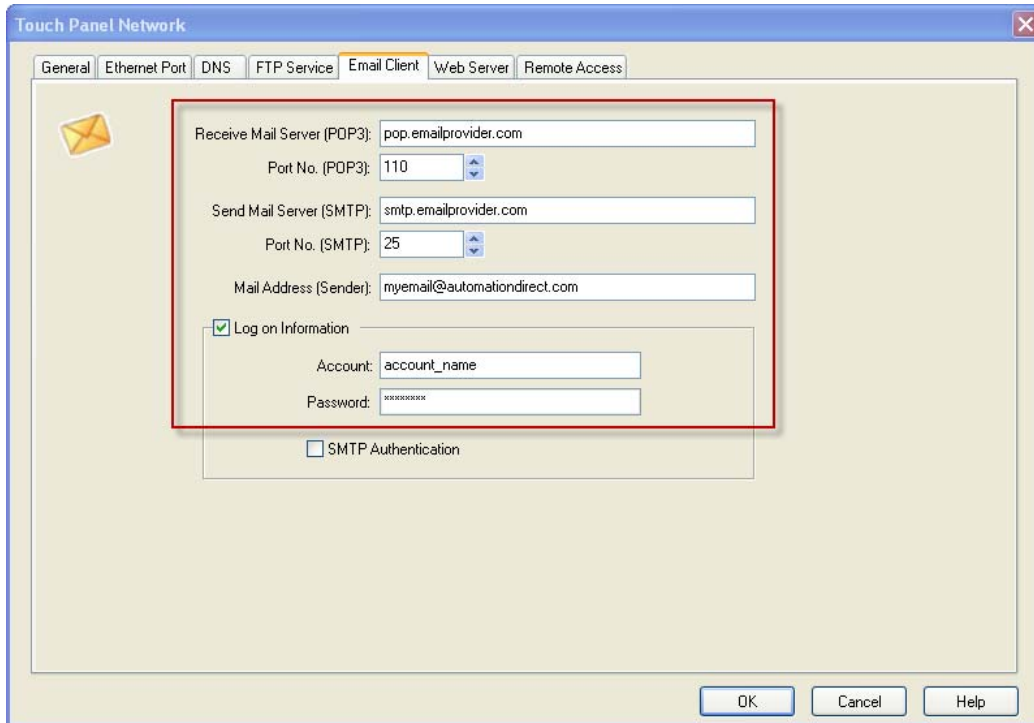 Touch Panel Network
General Ethernet Port DNS FTP Service Email Client Web Server Remote Access
Receive Mail Server (POP3): pop.emailprovider.com
Port No. (POP3): 110
Send Mail Server (SMTP): smtp.emailprovider.com
Port No. (SMTP): 25
Mail Address (Sender): myemail@automationdirect.com
Log on Information
Account: account_name
Password: ********
SMTP Authentication
OK Cancel Help